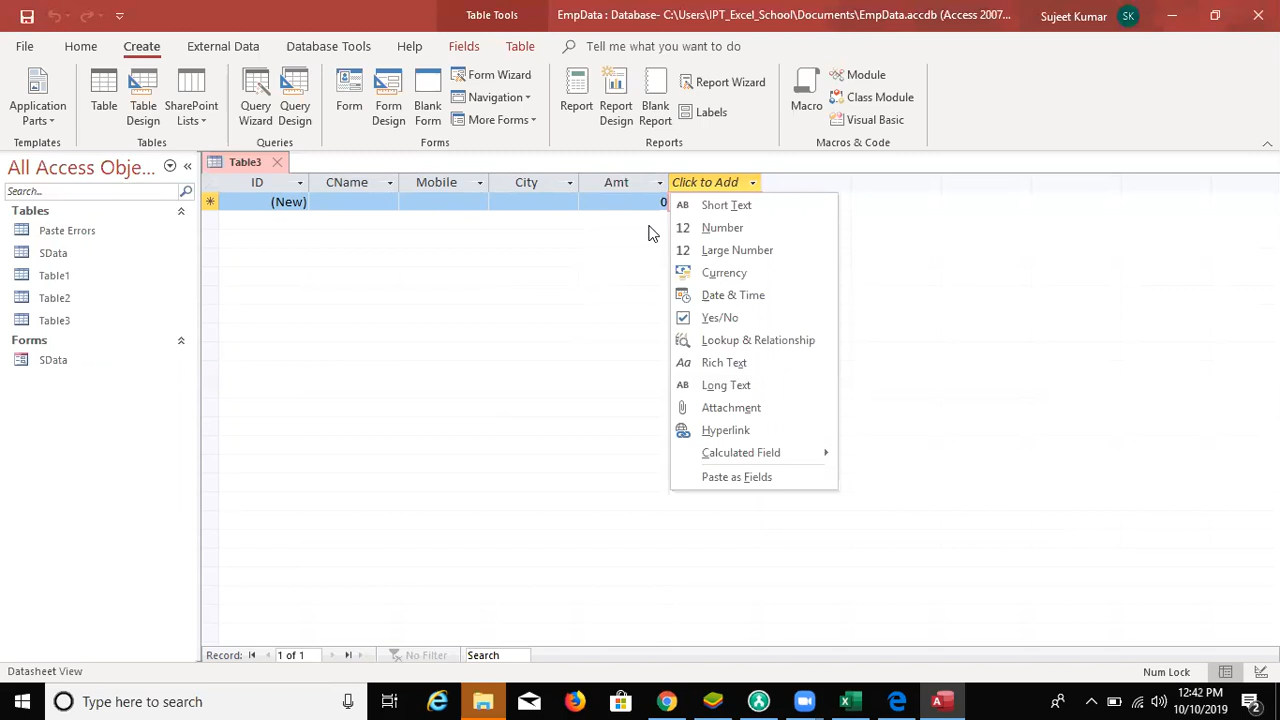 Table Tools
EmpData : Database- C:\Users\IPT_Excel_School\Documents\EmpData.accdb (Access 2007...
Sujeet Kumar
SK
File Home Create External Data Database Tools Help Fields Table Tell me what you want to do
Application Parts
Table
Table Design
SharePoint Lists
Query Wizard
Query Design
Form
Form Design
Blank Form
Form Wizard
Navigation
More Forms
Report
Report Design
Blank Report
Report Wizard
Labels
Macro
Module
Class Module
Visual Basic
Templates Tables Queries Forms Reports Macros & Code
All Access Obje...
Search...
Tables
Paste Errors
SData
Table1
Table2
Table3
Forms
SData
Table3
ID CName Mobile City Amt Click to Add
(New) 0
AB Short Text
12 Number
12 Large Number
Currency
Date & Time
Yes/No
Lookup & Relationship
Aa Rich Text
AB Long Text
Attachment
Hyperlink
Calculated Field
Paste as Fields
Record: 1 of 1 No Filter Search
Datasheet View
Num Lock
Type here to search
12:42 PM
10/10/2019
2